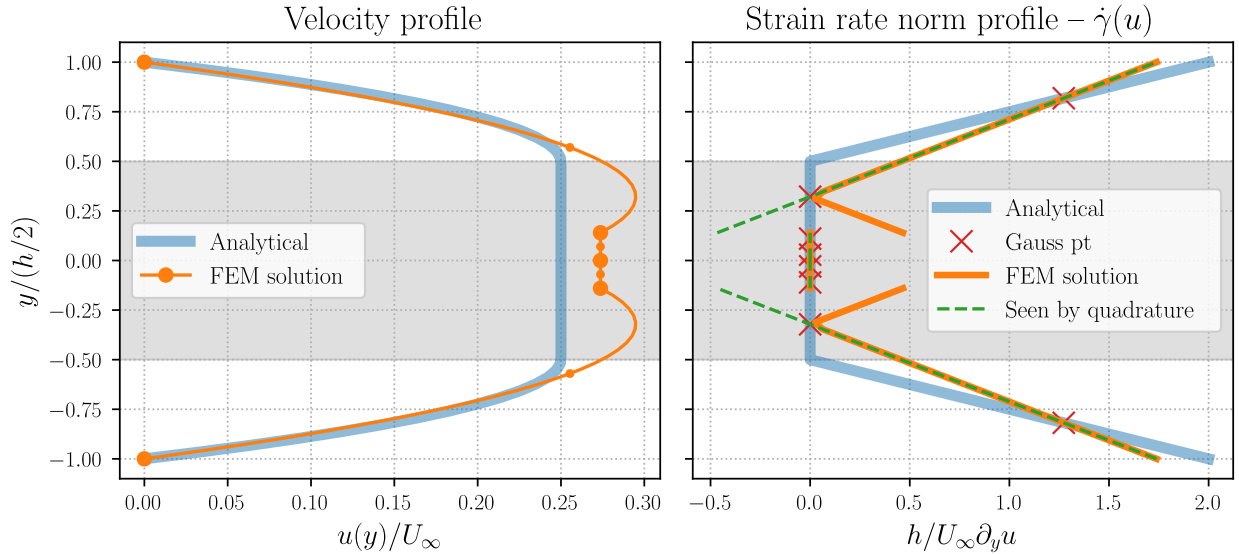 Velocity profile
1.00
0.75
0.50
0.25
0.00
−0.25
−0.50
−0.75
−1.00
y/(h/2)
Analytical
FEM solution
0.00 0.05 0.10 0.15 0.20 0.25 0.30
u(y)/U∞
Strain rate norm profile – γ̇(u)
Analytical
Gauss pt
FEM solution
Seen by quadrature
−0.5 0.0 0.5 1.0 1.5 2.0
h/U∞∂yu